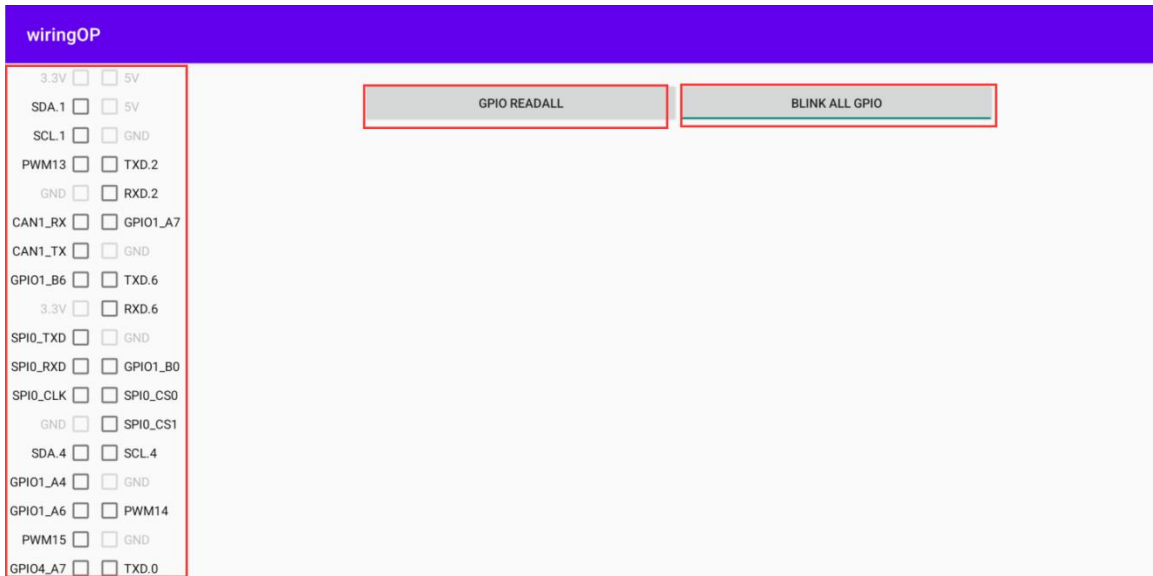 wiringOP
3.3V 5V
GPIO READALL BLINK ALL GPIO
SDA.1 5V
SCL.1 GND
PWM13 TXD.2
GND RXD.2
CAN1_RX GPIO1_A7
CAN1_TX GND
GPIO1_B6 TXD.6
3.3V RXD.6
SPI0_TXD GND
SPI0_RXD GPIO1_B0
SPI0_CLK SPI0_CS0
GND SPI0_CS1
SDA.4 SCL.4
GPIO1_A4 GND
GPIO1_A6 PWM14
PWM15 GND
GPIO4_A7 TXD.0